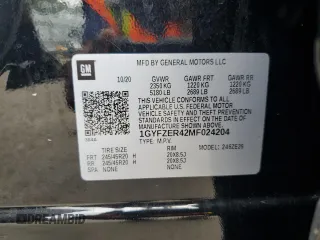 GM
MFD BY GENERAL MOTORS LLC
10/20 GVWR GAWR FRT GAWR RR
2350 KG 1220 KG 1220 KG
5180 LB 2689 LB 2689 LB
THIS VEHICLE CONFORMS TO ALL APPLICABLE
U.S. FEDERAL MOTOR
VEHICLE SAFETY AND THEFT
PREVENTION STANDARDS IN EFFECT ON THE DATE
OF MANUFACTURE SHOWN ABOVE.
1GYFZER42MF024204
TYPE: M.P.V.
TIRE SIZE RIM
FRT 245/45R20 H 20X8.5J
RR 245/45R20 H 20X8.5J
NONE NONE
IDREAMBID